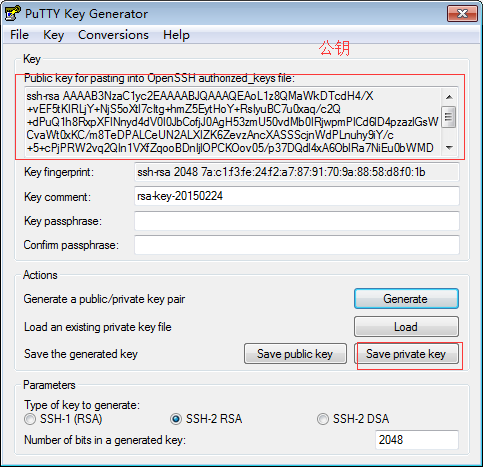 PuTTY Key Generator
File Key Conversions Help
公钥
Key
Public key for pasting into OpenSSH authorized_keys file:
ssh-rsa AAAAB3NzaC1yc2EAAAABJQAAAQEAoL1z8QMaWkDTcdH4/X
+vEF5tKIRLjY+NjS5oXtI7cltg+hmZ5EytHoY+RslyuBC7u0xaq/c2Q
+dPuQ1h8RxpXFINnyd4dV0I0JbCofjJ0AgH53zmU50vdMb0IRjwpmPICd6lD4pzazlGsW
CvaWt0xKC/m8TeDPALCeUN2ALXIZK6ZevzAncXASSScjnWdPLnuhy9iY/c
+5+cPjPRW2vq2Qln1VXfZqooBDnIjlOPCKOov05/p37DQdl4xA6OblRa7NiEu0bWMD
Key fingerprint:
ssh-rsa 2048 7a:c1:f3:fe:24:f2:a7:87:91:70:9a:88:58:d8:f0:1b
Key comment:
rsa-key-20150224
Key passphrase:
Confirm passphrase:
Actions
Generate a public/private key pair
Generate
Load an existing private key file
Load
Save the generated key
Save public key
Save private key
Parameters
Type of key to generate:
SSH-1 (RSA)
SSH-2 RSA
SSH-2 DSA
Number of bits in a generated key:
2048